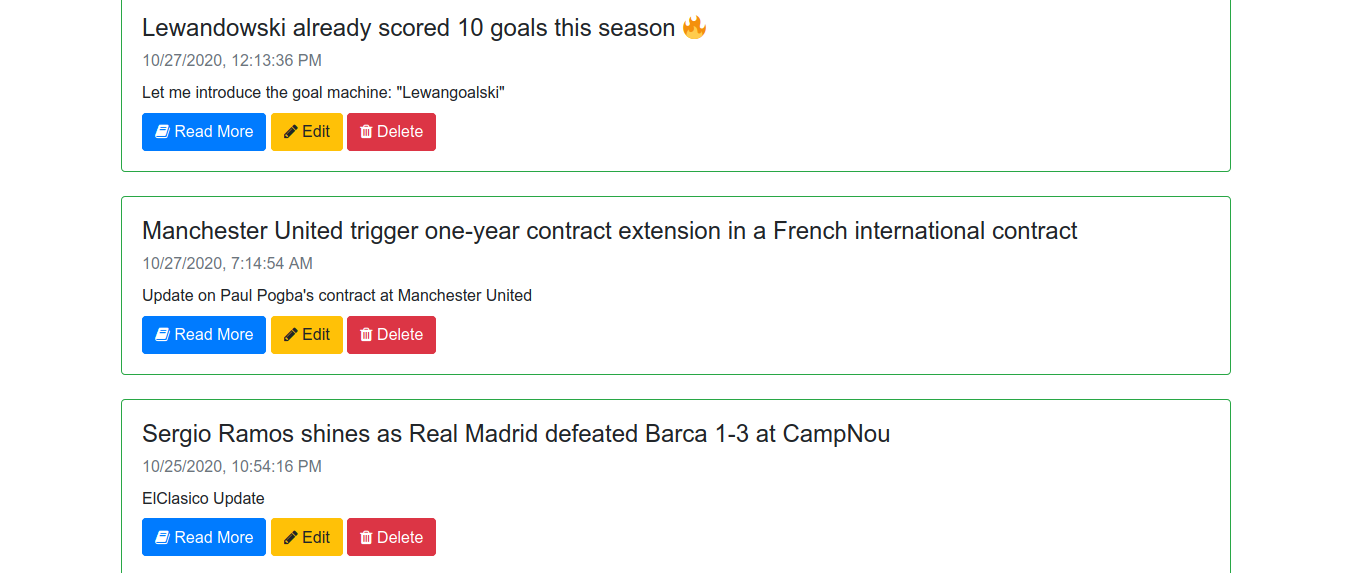 Lewandowski already scored 10 goals this season 🔥
10/27/2020, 12:13:36 PM
Let me introduce the goal machine: "Lewangoalski"
Read More Edit Delete
Manchester United trigger one-year contract extension in a French international contract
10/27/2020, 7:14:54 AM
Update on Paul Pogba's contract at Manchester United
Read More Edit Delete
Sergio Ramos shines as Real Madrid defeated Barca 1-3 at CampNou
10/25/2020, 10:54:16 PM
ElClasico Update
Read More Edit Delete